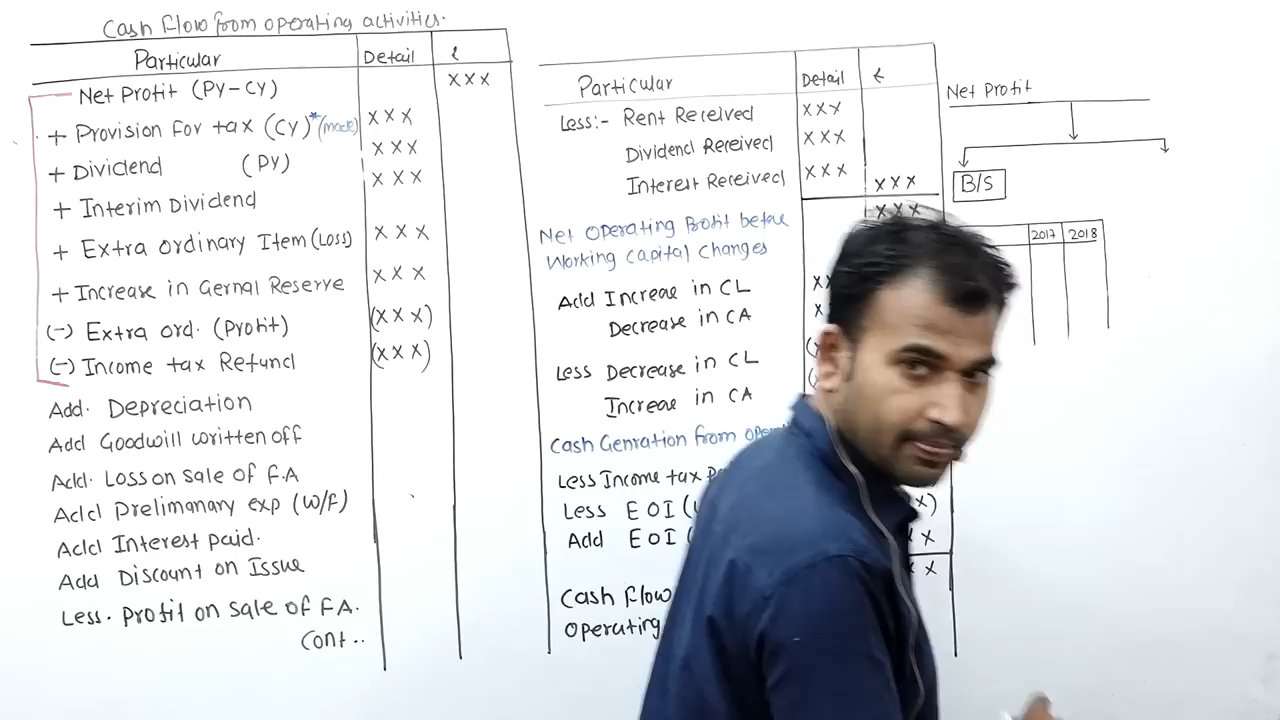 Cash flow from operating activities.
Particular Detail ₹
Net Profit (PY-CY) xxx
+ Provision for tax (CY)* (made) xxx
+ Dividend (PY) xxx
+ Interim Dividend xxx
+ Extra ordinary Item (Loss) xxx
+ Increase in Gernal Reserve xxx
(-) Extra ord. (Profit) (xxx)
(-) Income tax Refund (xxx)
Add. Depreciation
Add Goodwill written off
Add. Loss on sale of F.A
Add Prelimanary exp (W/F)
Add Interest paid.
Add Discount on Issue
Less. Profit on sale of F.A.
Cont..
Particular Detail ₹
Less:- Rent Received xxx
Dividend Received xxx
Interest Received xxx xxx
xxx
Net Operating Profit before
Working Capital Changes
Add Increae in CL xx
Decrease in CA x
Less Decrease in CL (
Increae in CA (
Cash Genration from
Less Income tax
Less EOI ( x)
Add EOI ( x
x x
Cash flow
Operating
Net Profit
B/S
2017 2018